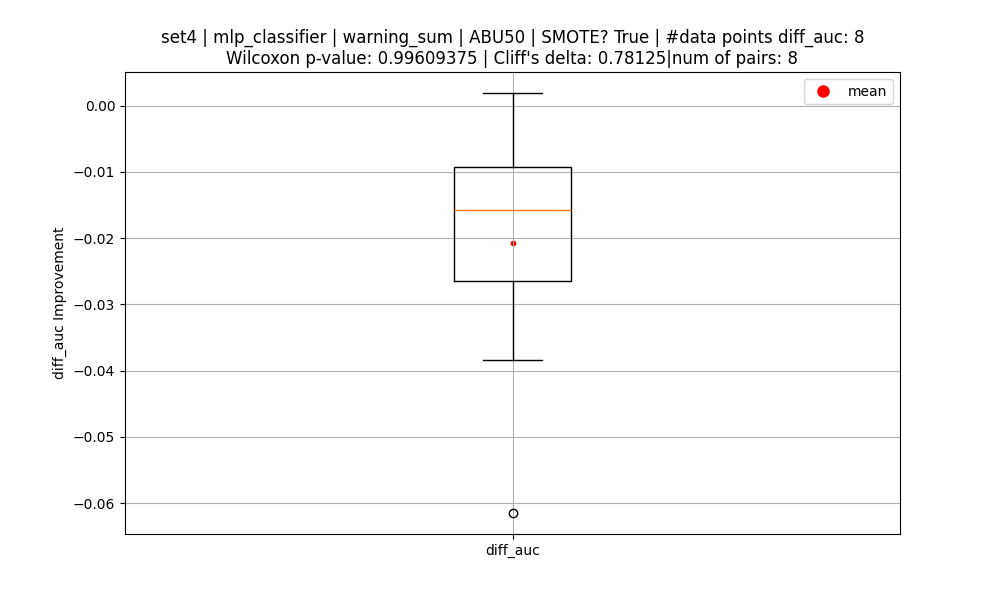 set4 | mlp_classifier | warning_sum | ABU50 | SMOTE? True | #data points diff_auc: 8
Wilcoxon p-value: 0.99609375 | Cliff's delta: 0.78125|num of pairs: 8
mean
0.00
−0.01
−0.02
−0.03
−0.04
−0.05
−0.06
diff_auc Improvement
diff_auc